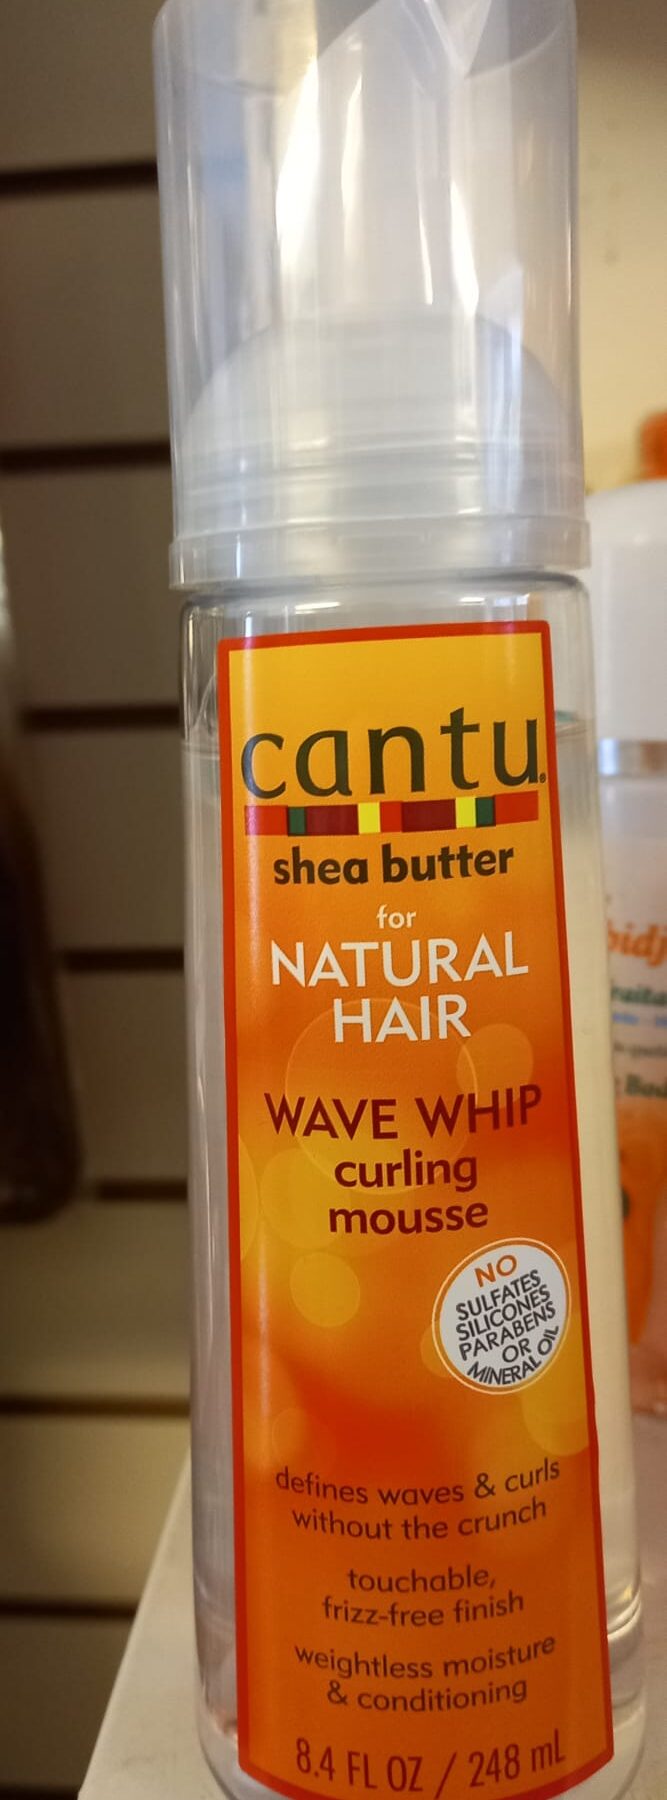 cantu
shea butter
for
NATURAL
HAIR
WAVE WHIP
curling
mousse
NO
SULFATES
SILICONES
PARABENS
OR
MINERAL OIL
defines waves & curls
without the crunch
touchable,
frizz-free finish
weightless moisture
& conditioning
8.4 FL OZ / 248 mL